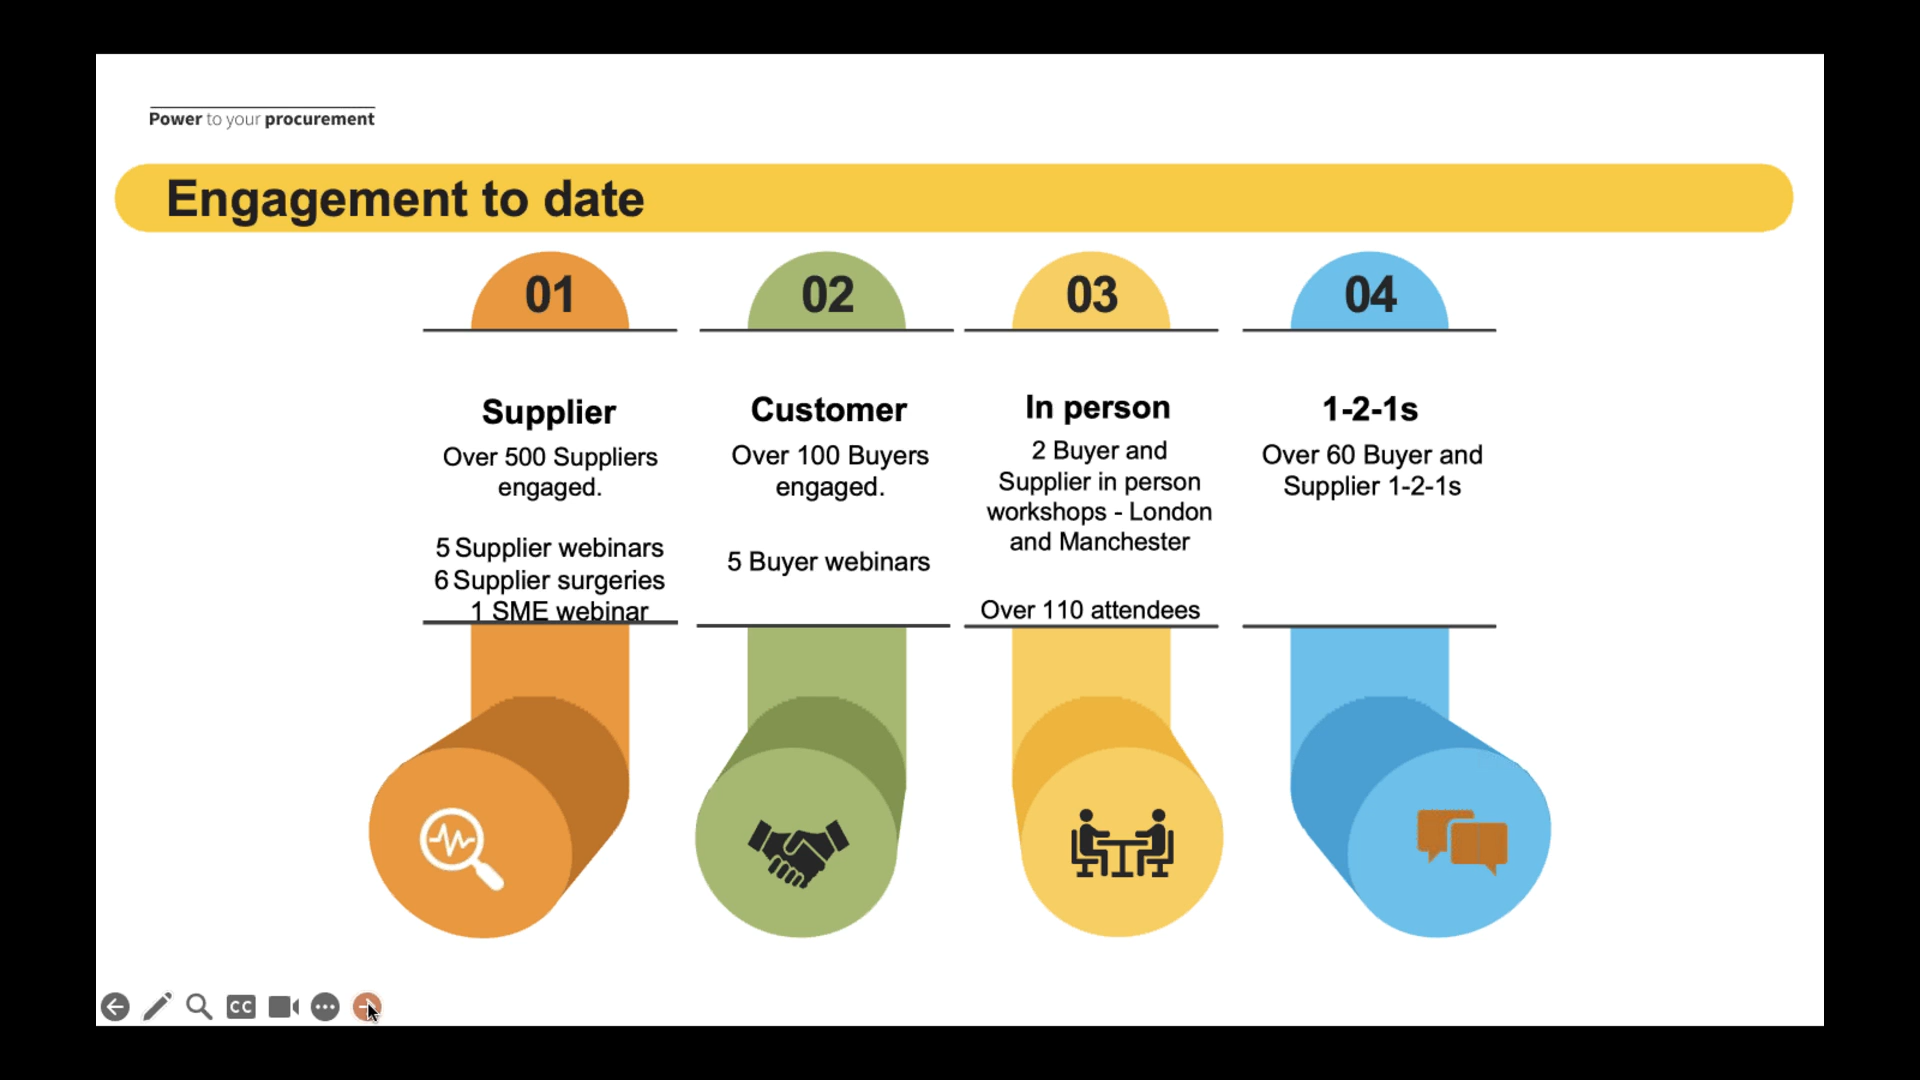 Power to your procurement
Engagement to date
01
02
03
04
Supplier
Over 500 Suppliers
engaged.
5 Supplier webinars
6 Supplier surgeries
1 SME webinar
Customer
Over 100 Buyers
engaged.
5 Buyer webinars
In person
2 Buyer and
Supplier in person
workshops - London
and Manchester
Over 110 attendees
1-2-1s
Over 60 Buyer and
Supplier 1-2-1s
CC